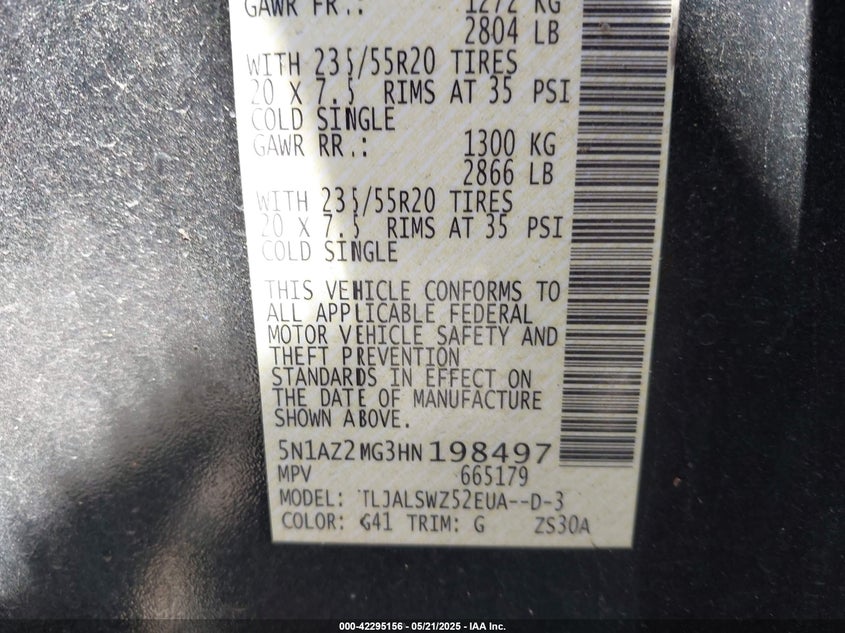 GAWR FR.: 1272 KG
2804 LB
WITH 235/55R20 TIRES
20 X 7.5 RIMS AT 35 PSI
COLD SINGLE
GAWR RR.: 1300 KG
2866 LB
WITH 235/55R20 TIRES
20 X 7.5 RIMS AT 35 PSI
COLD SINGLE
THIS VEHICLE CONFORMS TO
ALL APPLICABLE FEDERAL
MOTOR VEHICLE SAFETY AND
THEFT PREVENTION
STANDARDS IN EFFECT ON
THE DATE OF MANUFACTURE
SHOWN ABOVE.
5N1AZ2MG3HN198497
MPV 665179
MODEL: TLJALSWZ52EUA--D-3
COLOR: G41 TRIM: G ZS30A
000-42295156 - 05/21/2025 - IAA Inc.